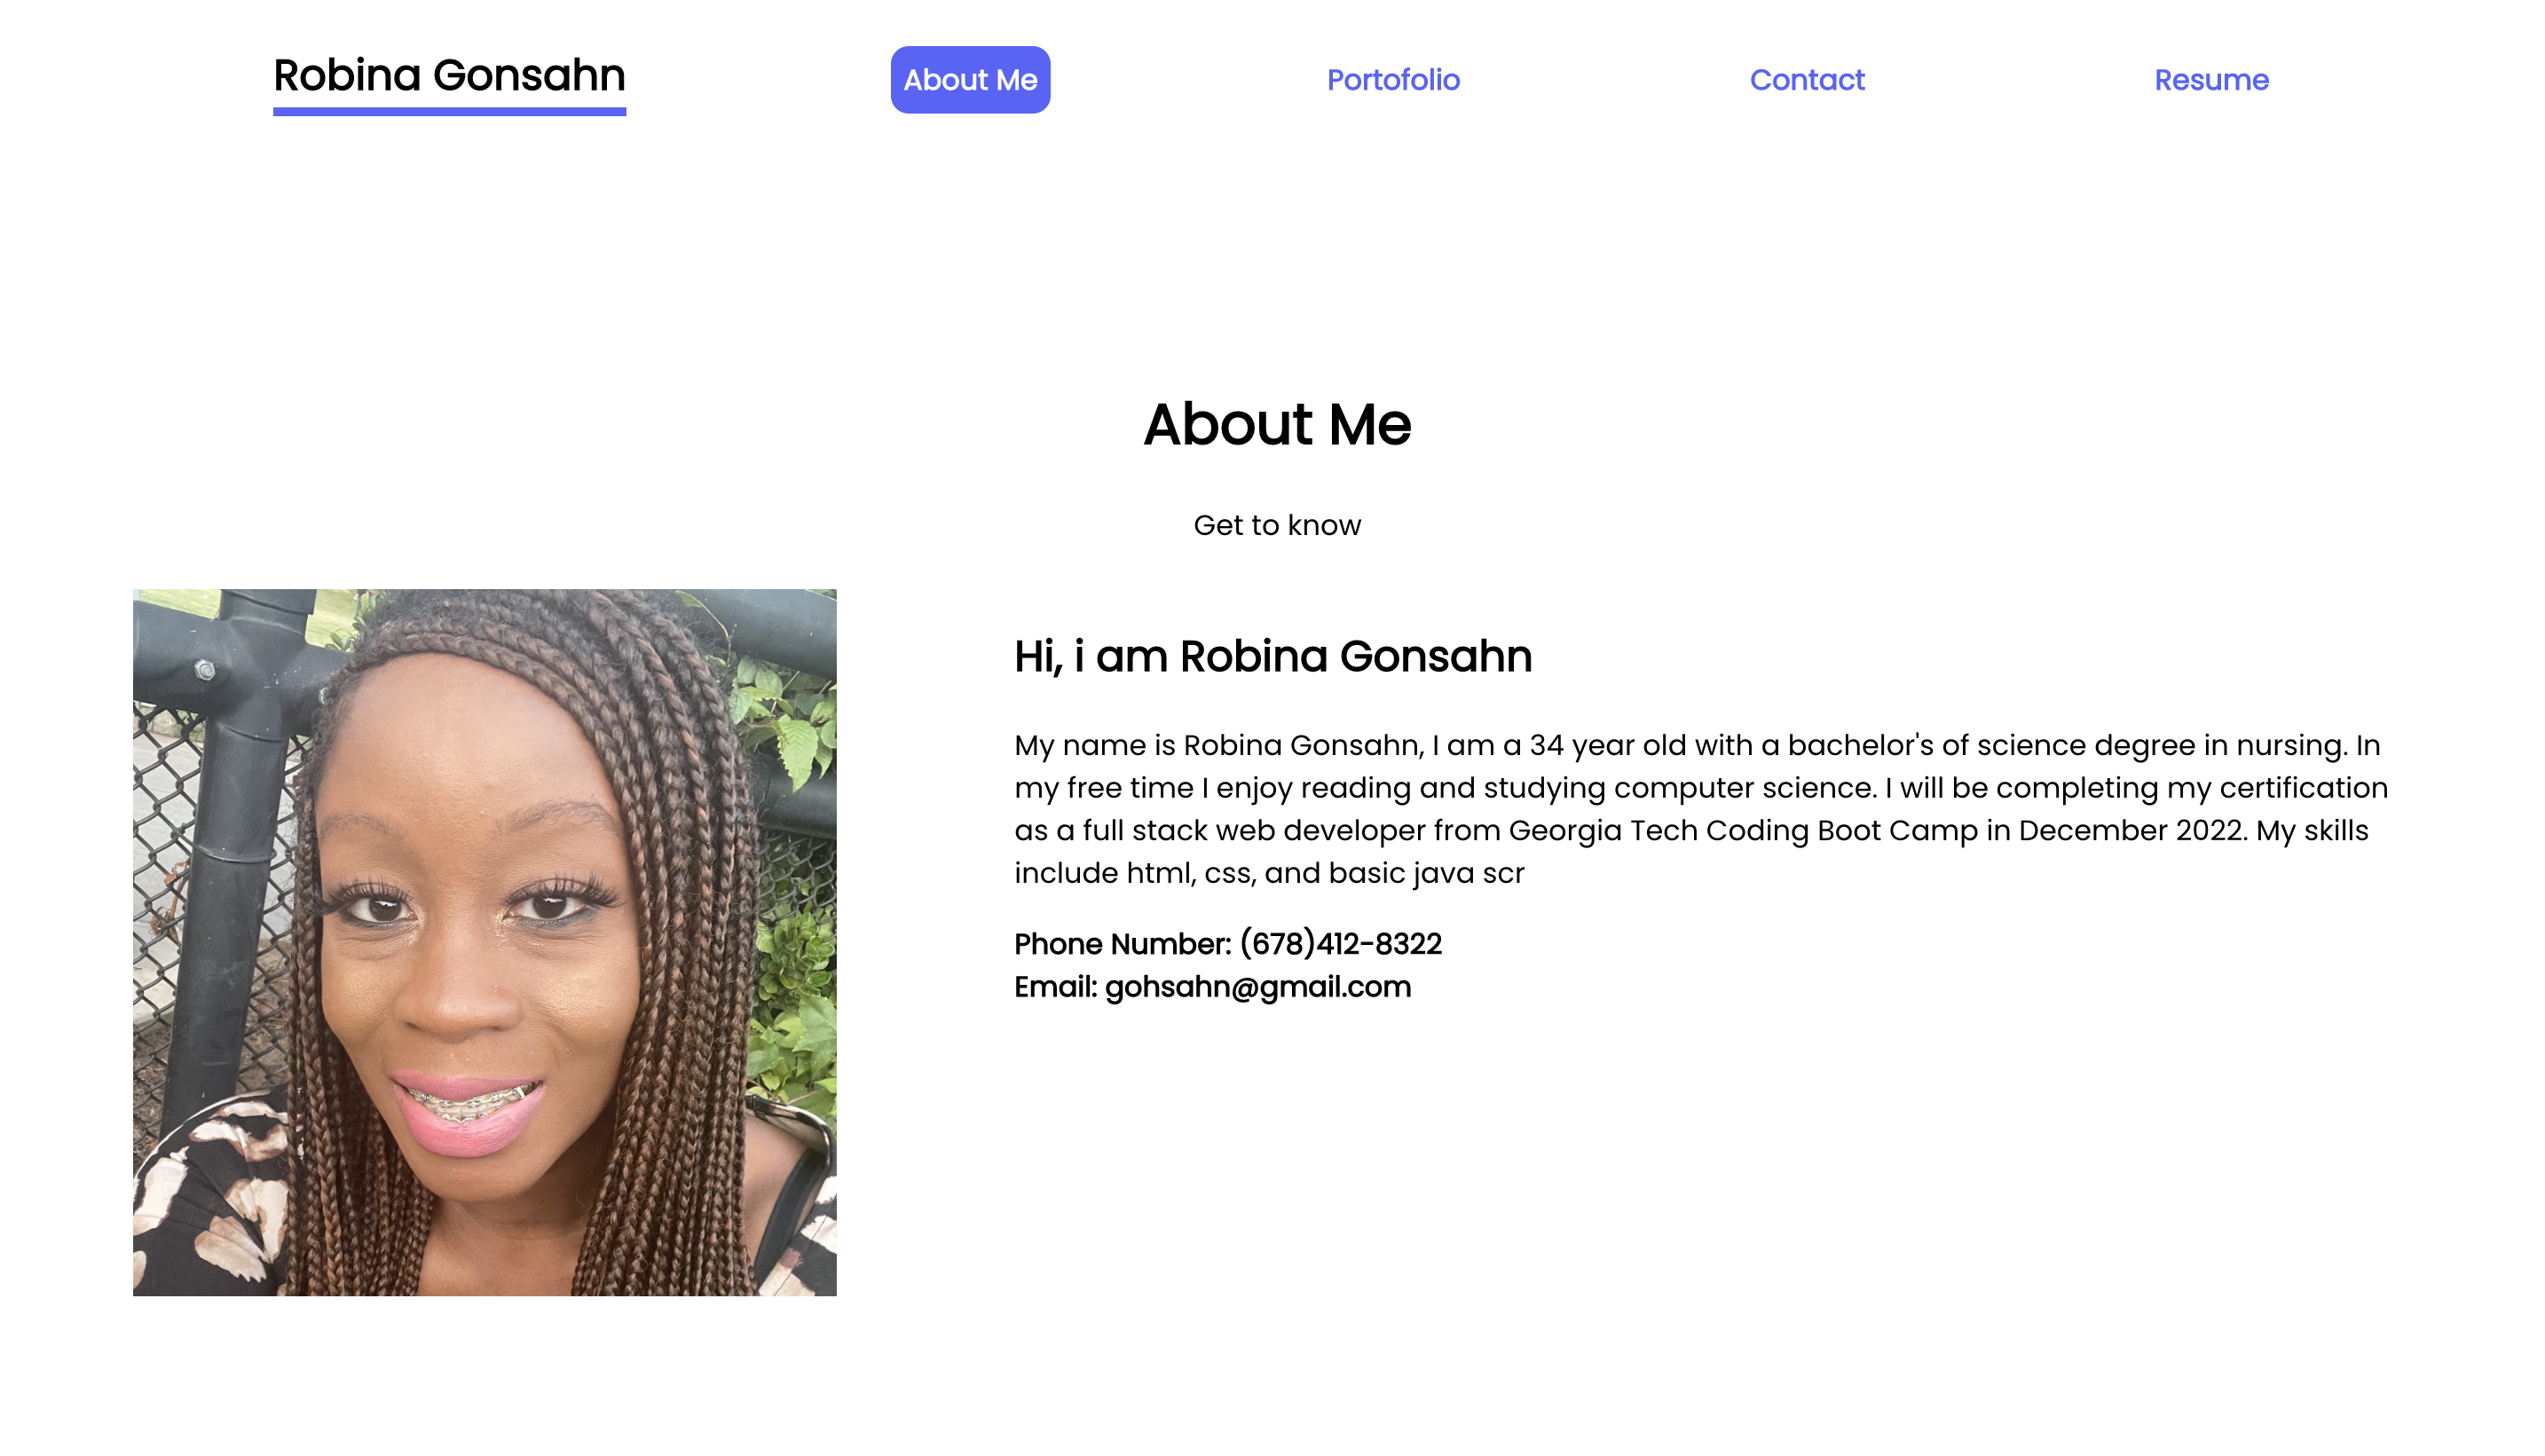 Robina Gonsahn
About Me
Portofolio
Contact
Resume
About Me
Get to know
Hi, i am Robina Gonsahn
My name is Robina Gonsahn, I am a 34 year old with a bachelor's of science degree in nursing. In
my free time I enjoy reading and studying computer science. I will be completing my certification
as a full stack web developer from Georgia Tech Coding Boot Camp in December 2022. My skills
include html, css, and basic java scr
Phone Number: (678)412-8322
Email: gohsahn@gmail.com